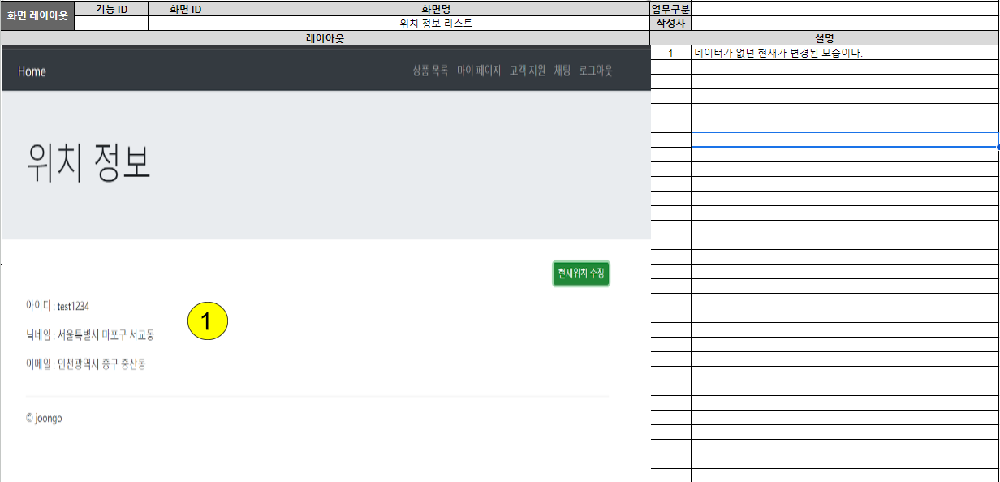 화면 레이아웃 기능 ID 화면 ID 화면명 업무구분
위치 정보 리스트 작성자
레이아웃 설명
1 데이터가 없던 현재가 변경된 모습이다.
Home 상품 목록 마이 페이지 고객 지원 채팅 로그아웃
위치 정보
현재위치 수정
아이디 : test1234
1
닉네임 : 서울특별시 마포구 서교동
이메일 : 인천광역시 중구 중산동
© joongo